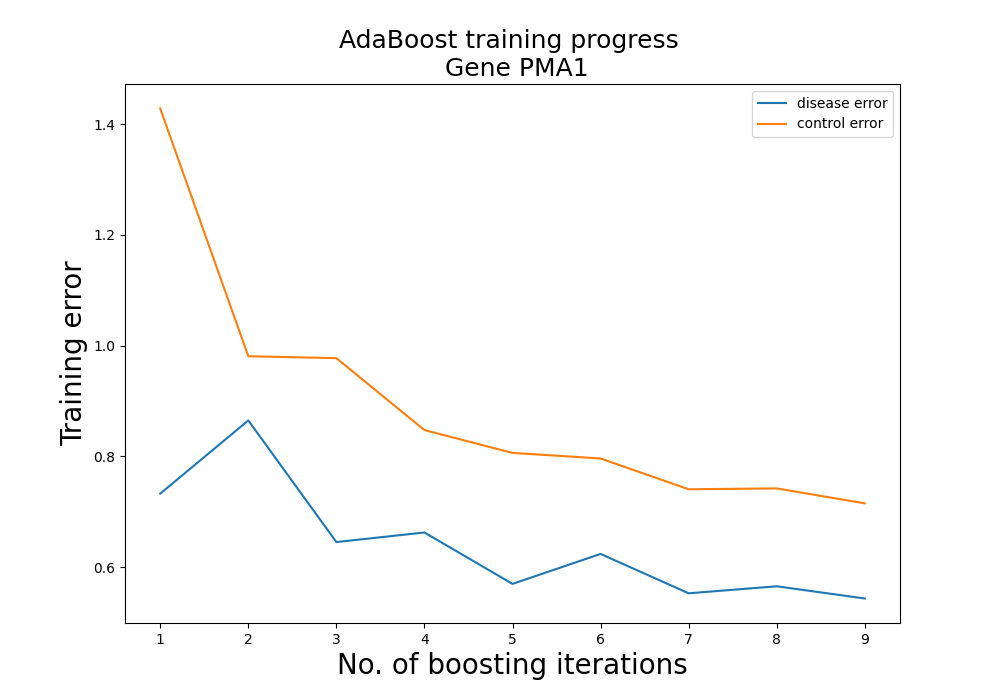 AdaBoost training progress
Gene PMA1
disease error
control error
Training error
1.4
1.2
1.0
0.8
0.6
1 2 3 4 5 6 7 8 9
No. of boosting iterations